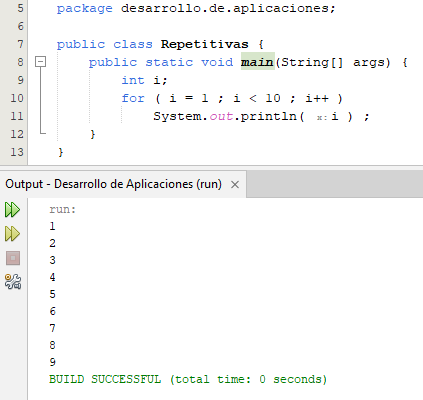 5 package desarrollo.de.aplicaciones;
6
7 public class Repetitivas {
8 public static void main(String[] args) {
9 int i;
10 for ( i = 1 ; i < 10 ; i++ )
11 System.out.println( x: i ) ;
12 }
13 }
Output - Desarrollo de Aplicaciones (run) ×
run:
1
2
3
4
5
6
7
8
9
BUILD SUCCESSFUL (total time: 0 seconds)